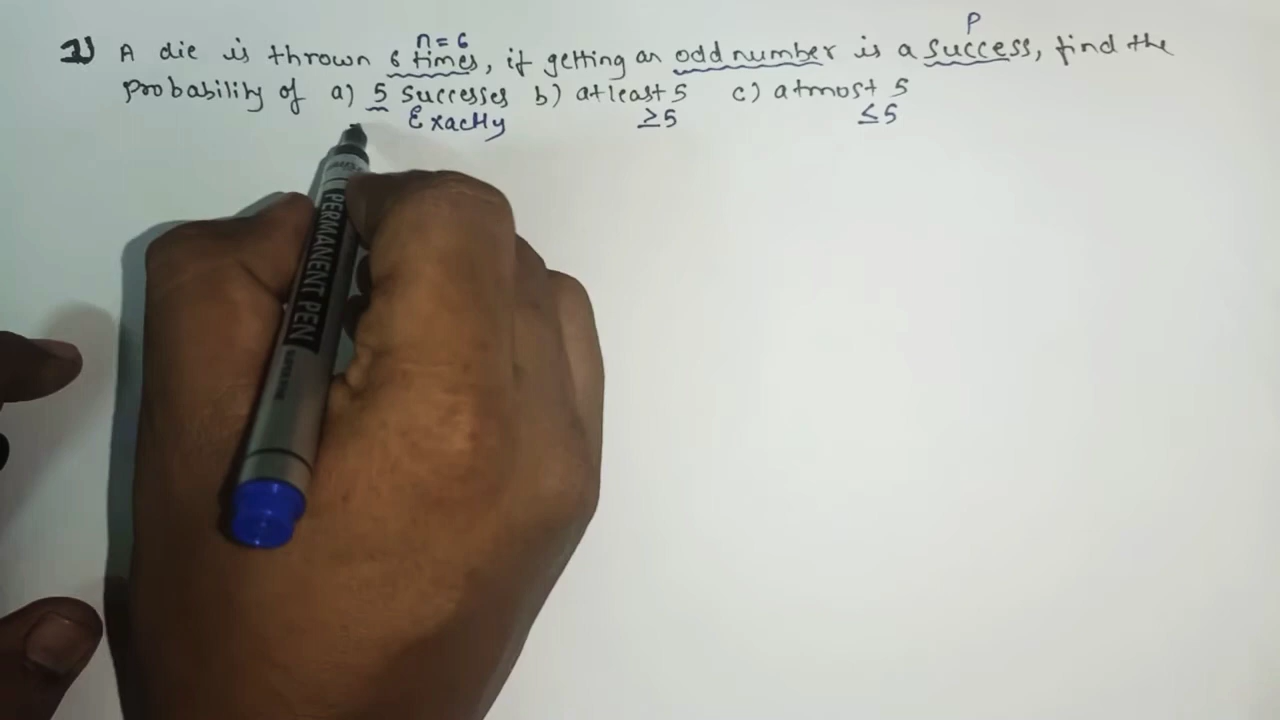 P
n=6
2) A die is thrown 6 times, if getting an odd number is a success, find the
probability of a) 5 successes b) atleast 5 c) atmost 5
Exactly ≥5 ≤5
PERMANENT PEN